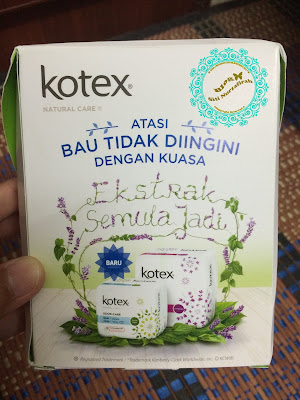 kotex®
NATURAL CARE
ATASI
BAU TIDAK DIINGINI
DENGAN KUASA
Ekstrak
Semula Jadi
BARU
kotex
kotex